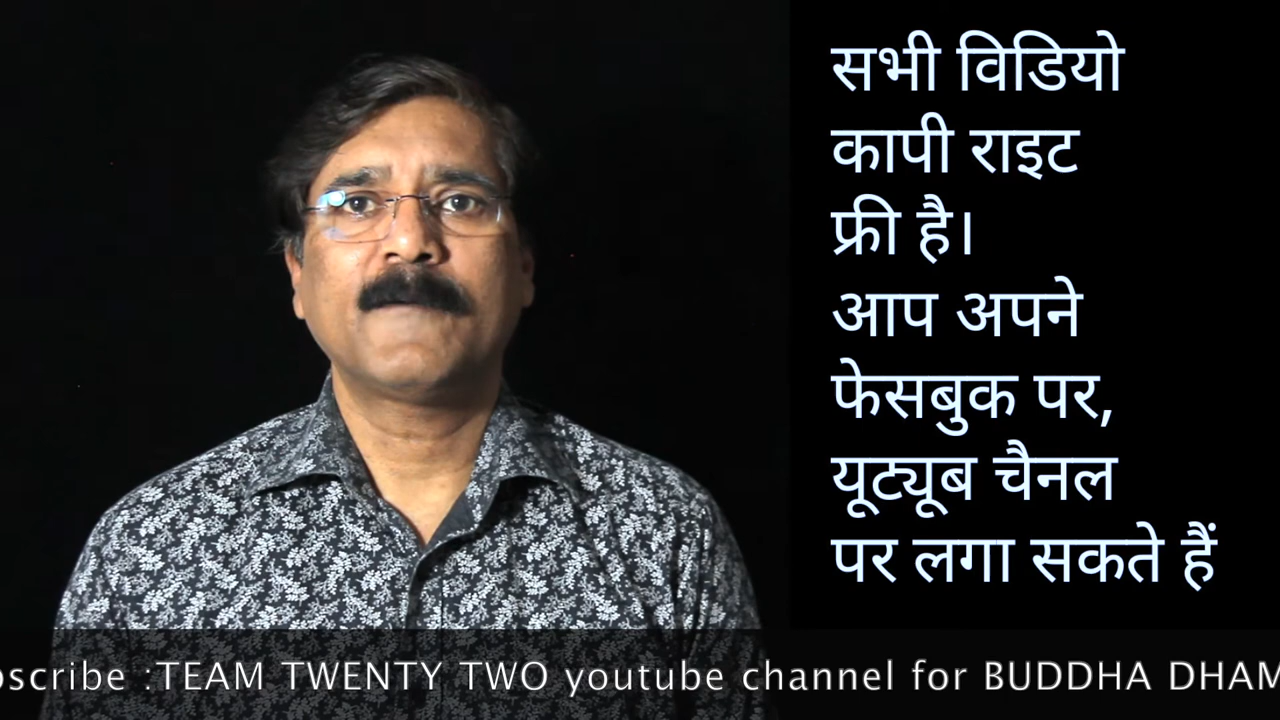 सभी विडियो
कापी राइट
फ्री है।
आप अपने
फेसबुक पर,
यूट्यूब चैनल
पर लगा सकते हैं
:TEAM TWENTY TWO youtube channel for BUDDHA